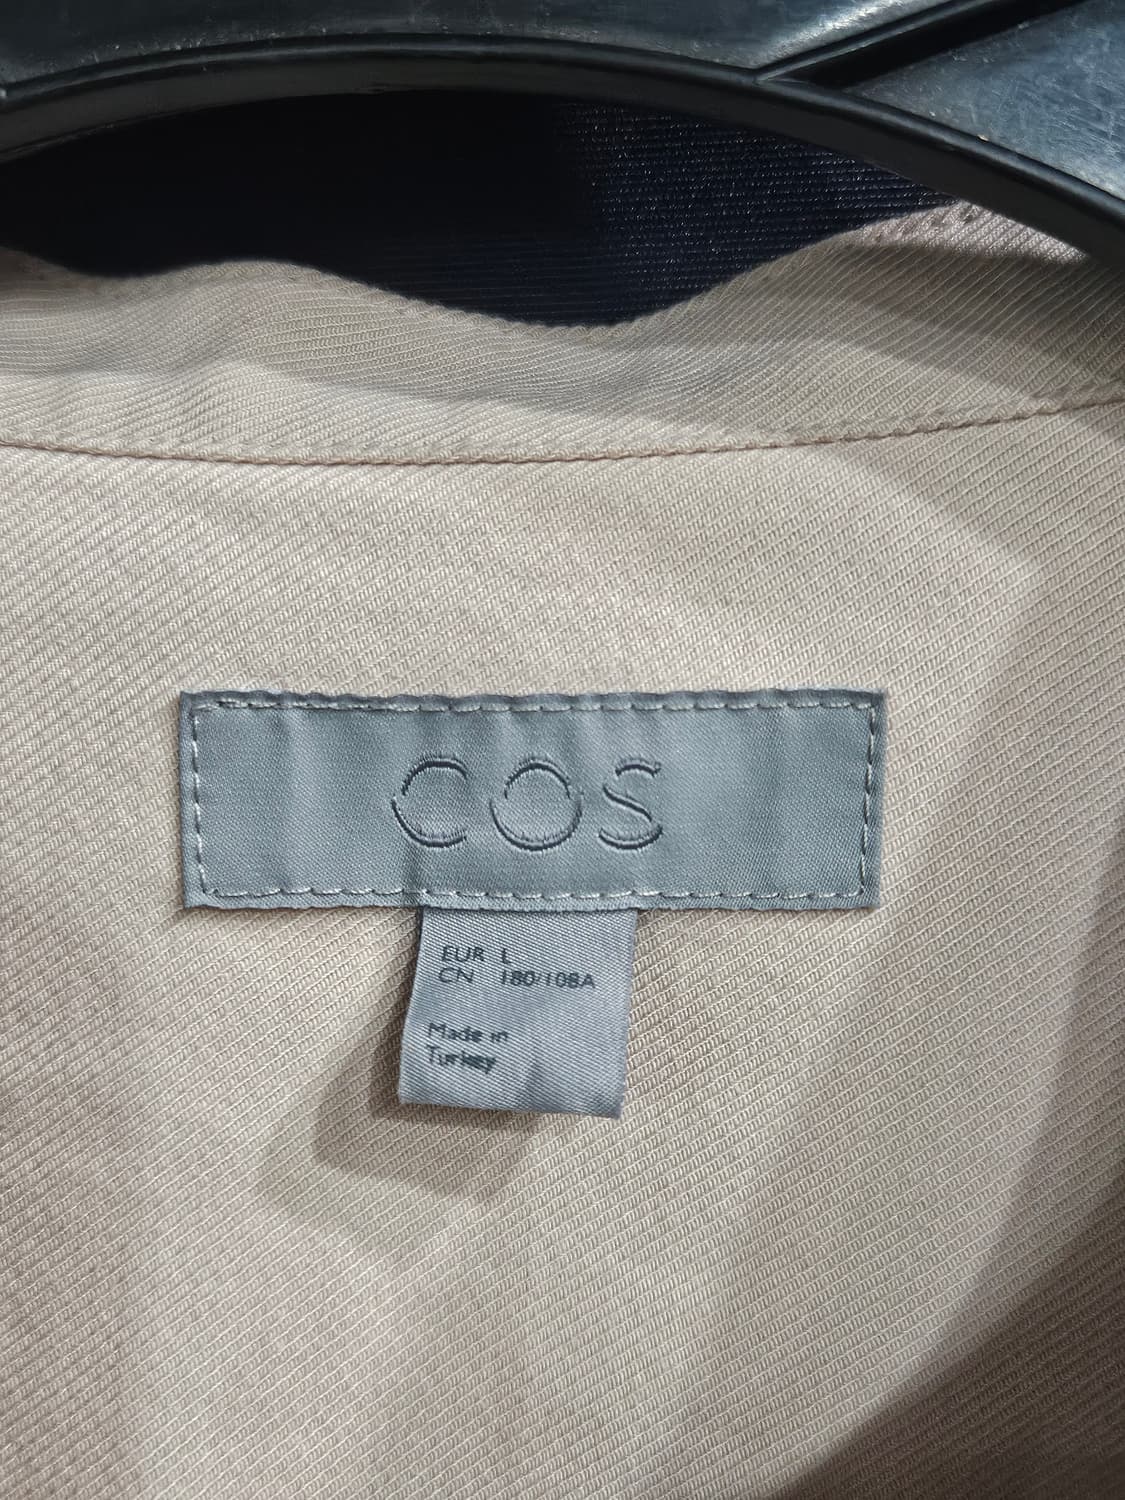 COS
EUR L
CN 180/108A
Made in
Turkey